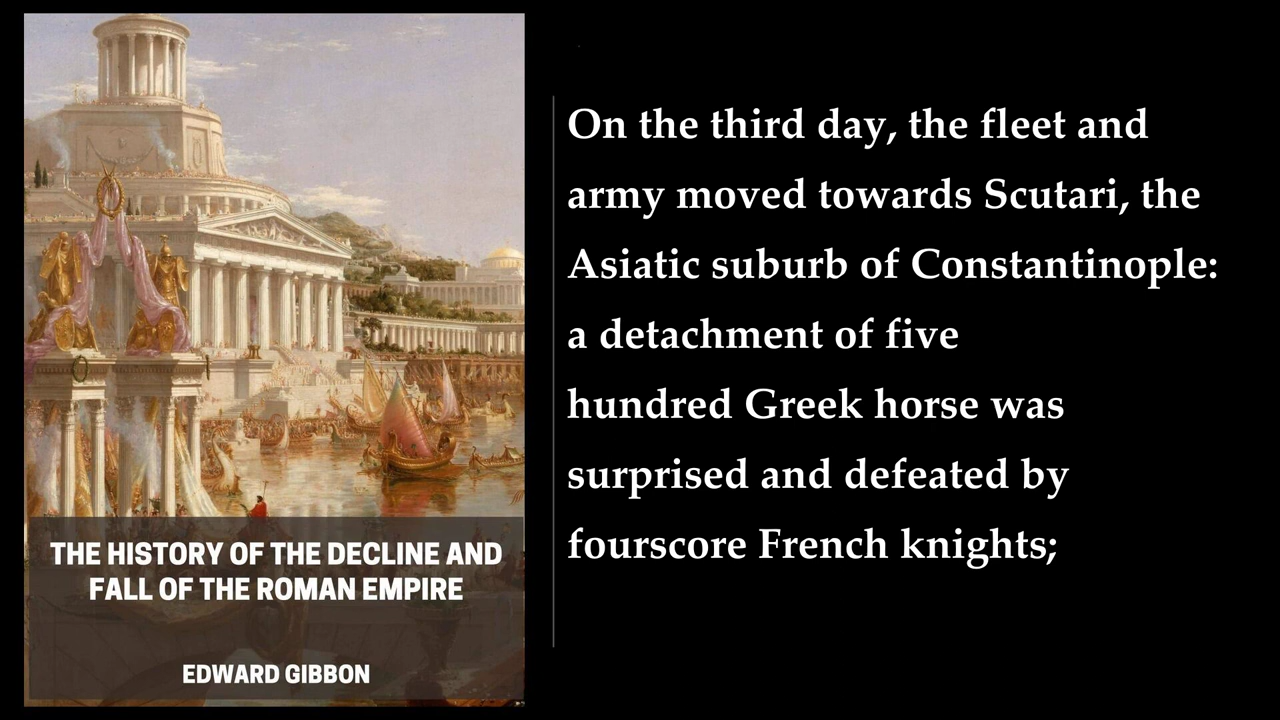 THE HISTORY OF THE DECLINE AND
FALL OF THE ROMAN EMPIRE
EDWARD GIBBON
On the third day, the fleet and
army moved towards Scutari, the
Asiatic suburb of Constantinople:
a detachment of five
hundred Greek horse was
surprised and defeated by
fourscore French knights;